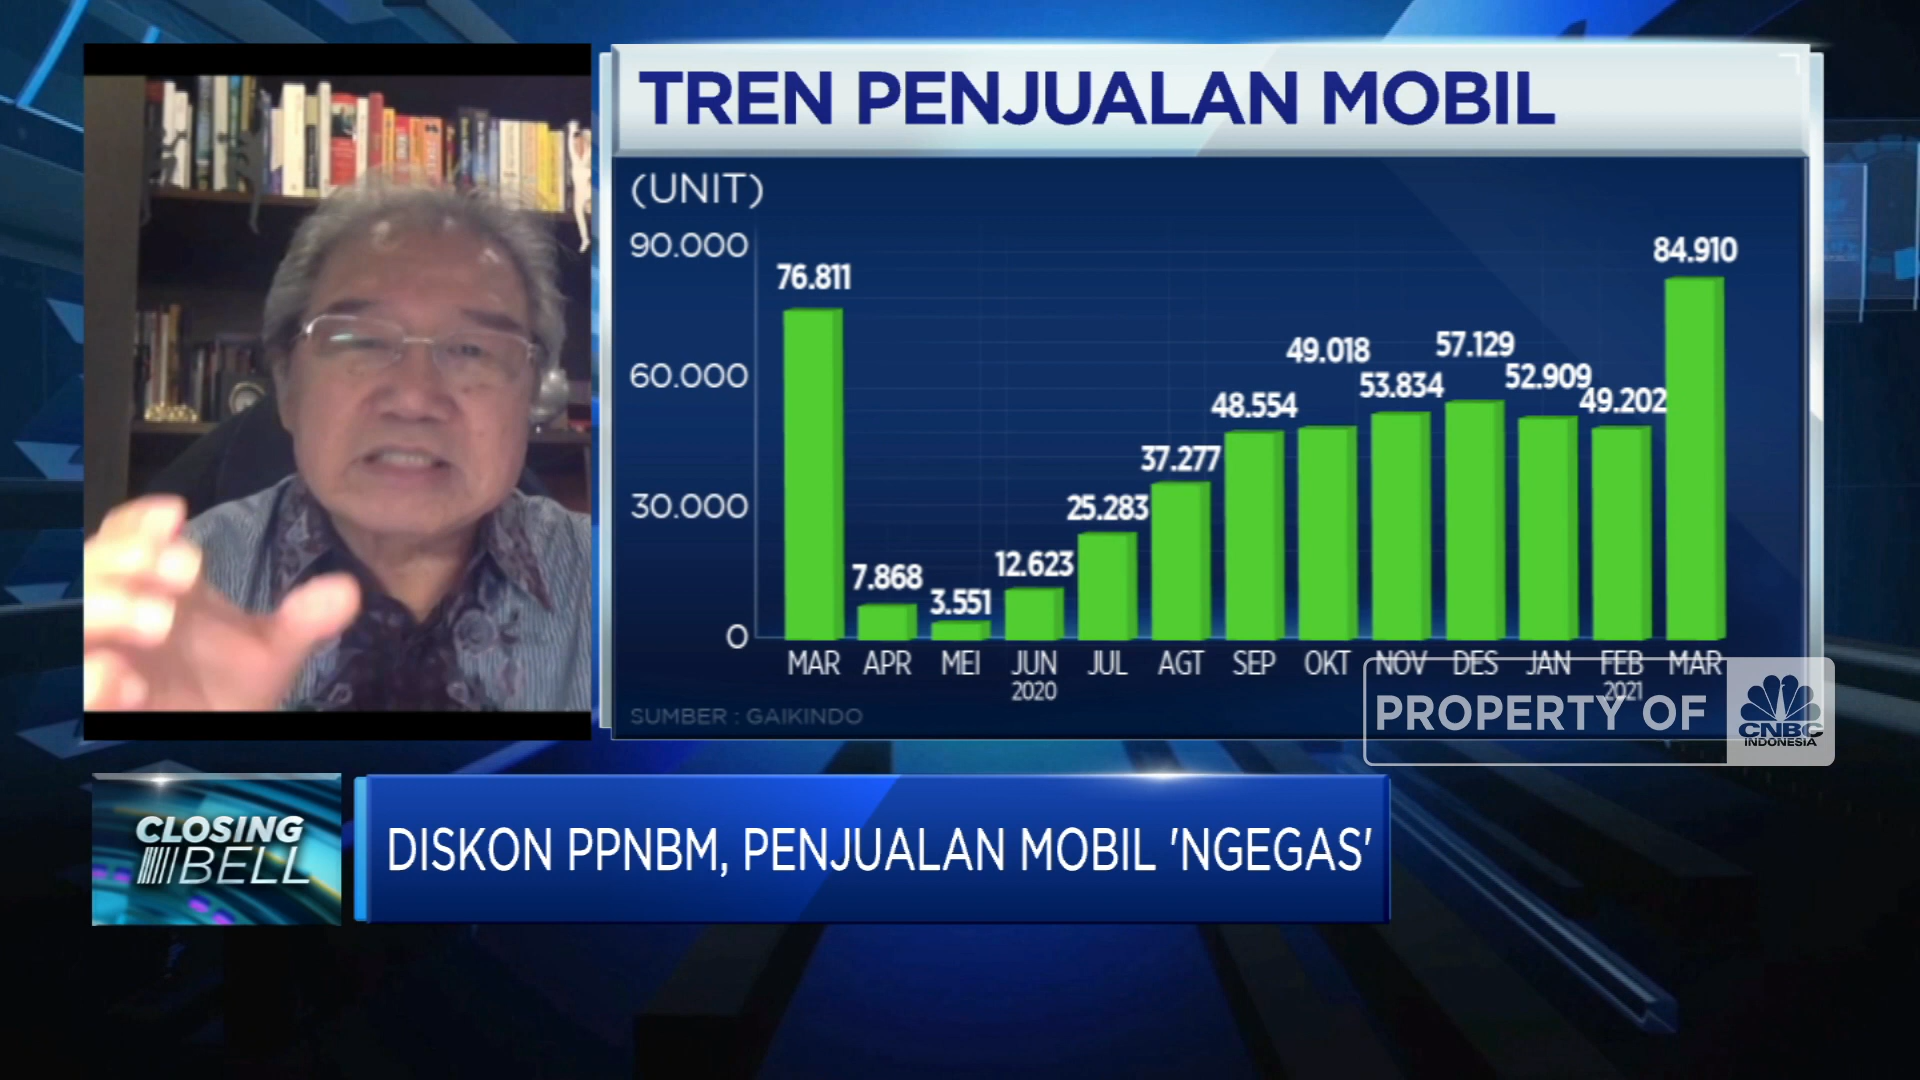 TREN PENJUALAN MOBIL
(UNIT)
90.000
60.000
30.000
0
76.811
7.868
3.551
12.623
25.283
37.277
48.554
49.018
53.834
57.129
52.909
49.202
84.910
MAR APR MEI JUN JUL AGT SEP OKT NOV DES JAN FEB MAR
2020 2021
SUMBER : GAIKINDO
PROPERTY OF CNBC INDONESIA
CLOSING
BELL
DISKON PPNBM, PENJUALAN MOBIL 'NGEGAS'